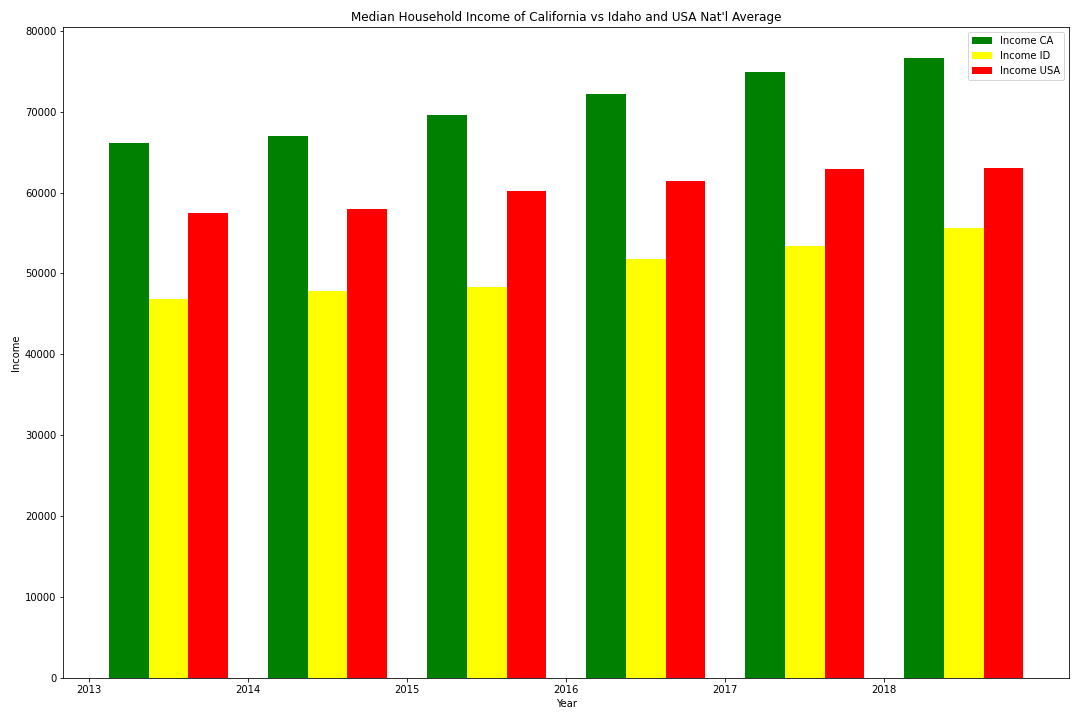 Median Household Income of California vs Idaho and USA Nat'l Average
Income CA
Income ID
Income USA
80000
70000
60000
50000
40000
30000
20000
10000
0
Income
2013 2014 2015 2016 2017 2018
Year